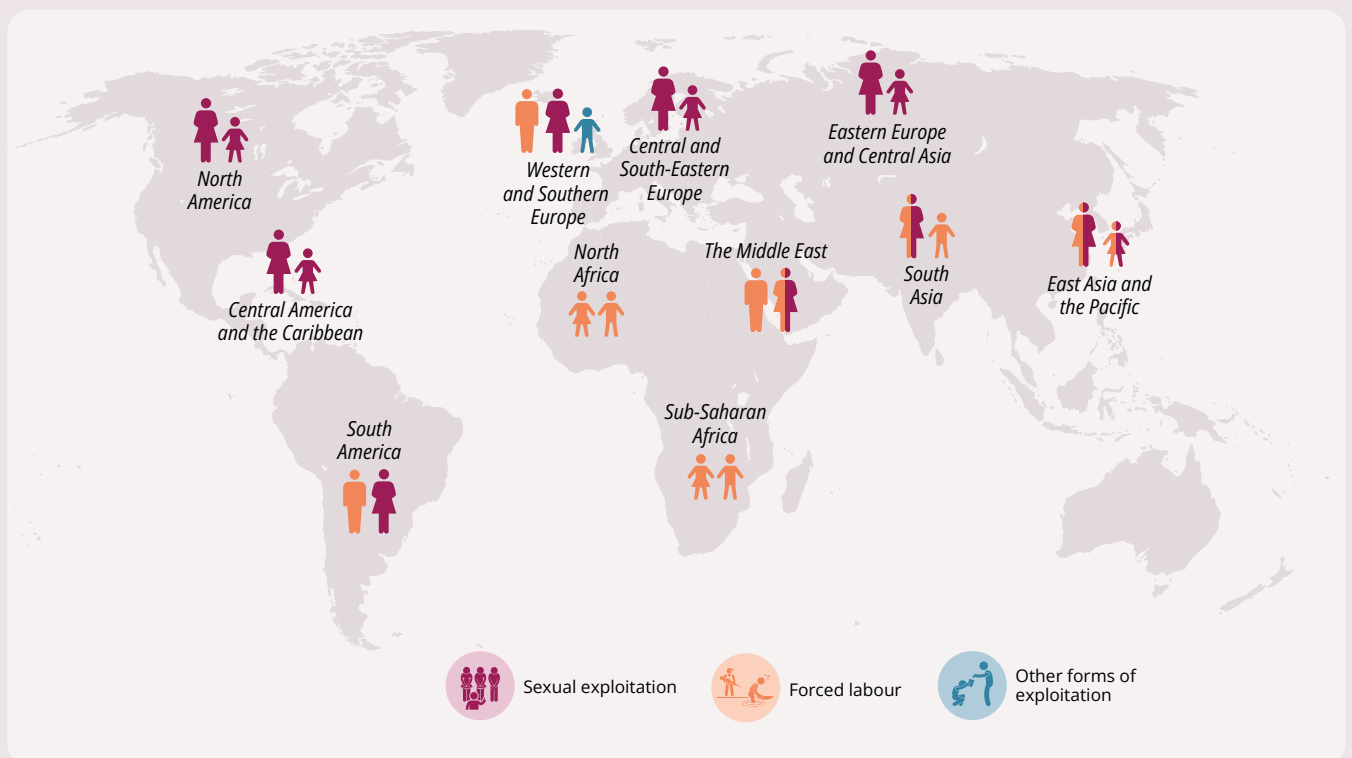 North
America
Central America
and the Caribbean
South
America
Western
and Southern
Europe
Central and
South-Eastern
Europe
Eastern Europe
and Central Asia
North
Africa
The Middle East
South
Asia
East Asia and
the Pacific
Sub-Saharan
Africa
Sexual exploitation
Forced labour
Other forms of
exploitation